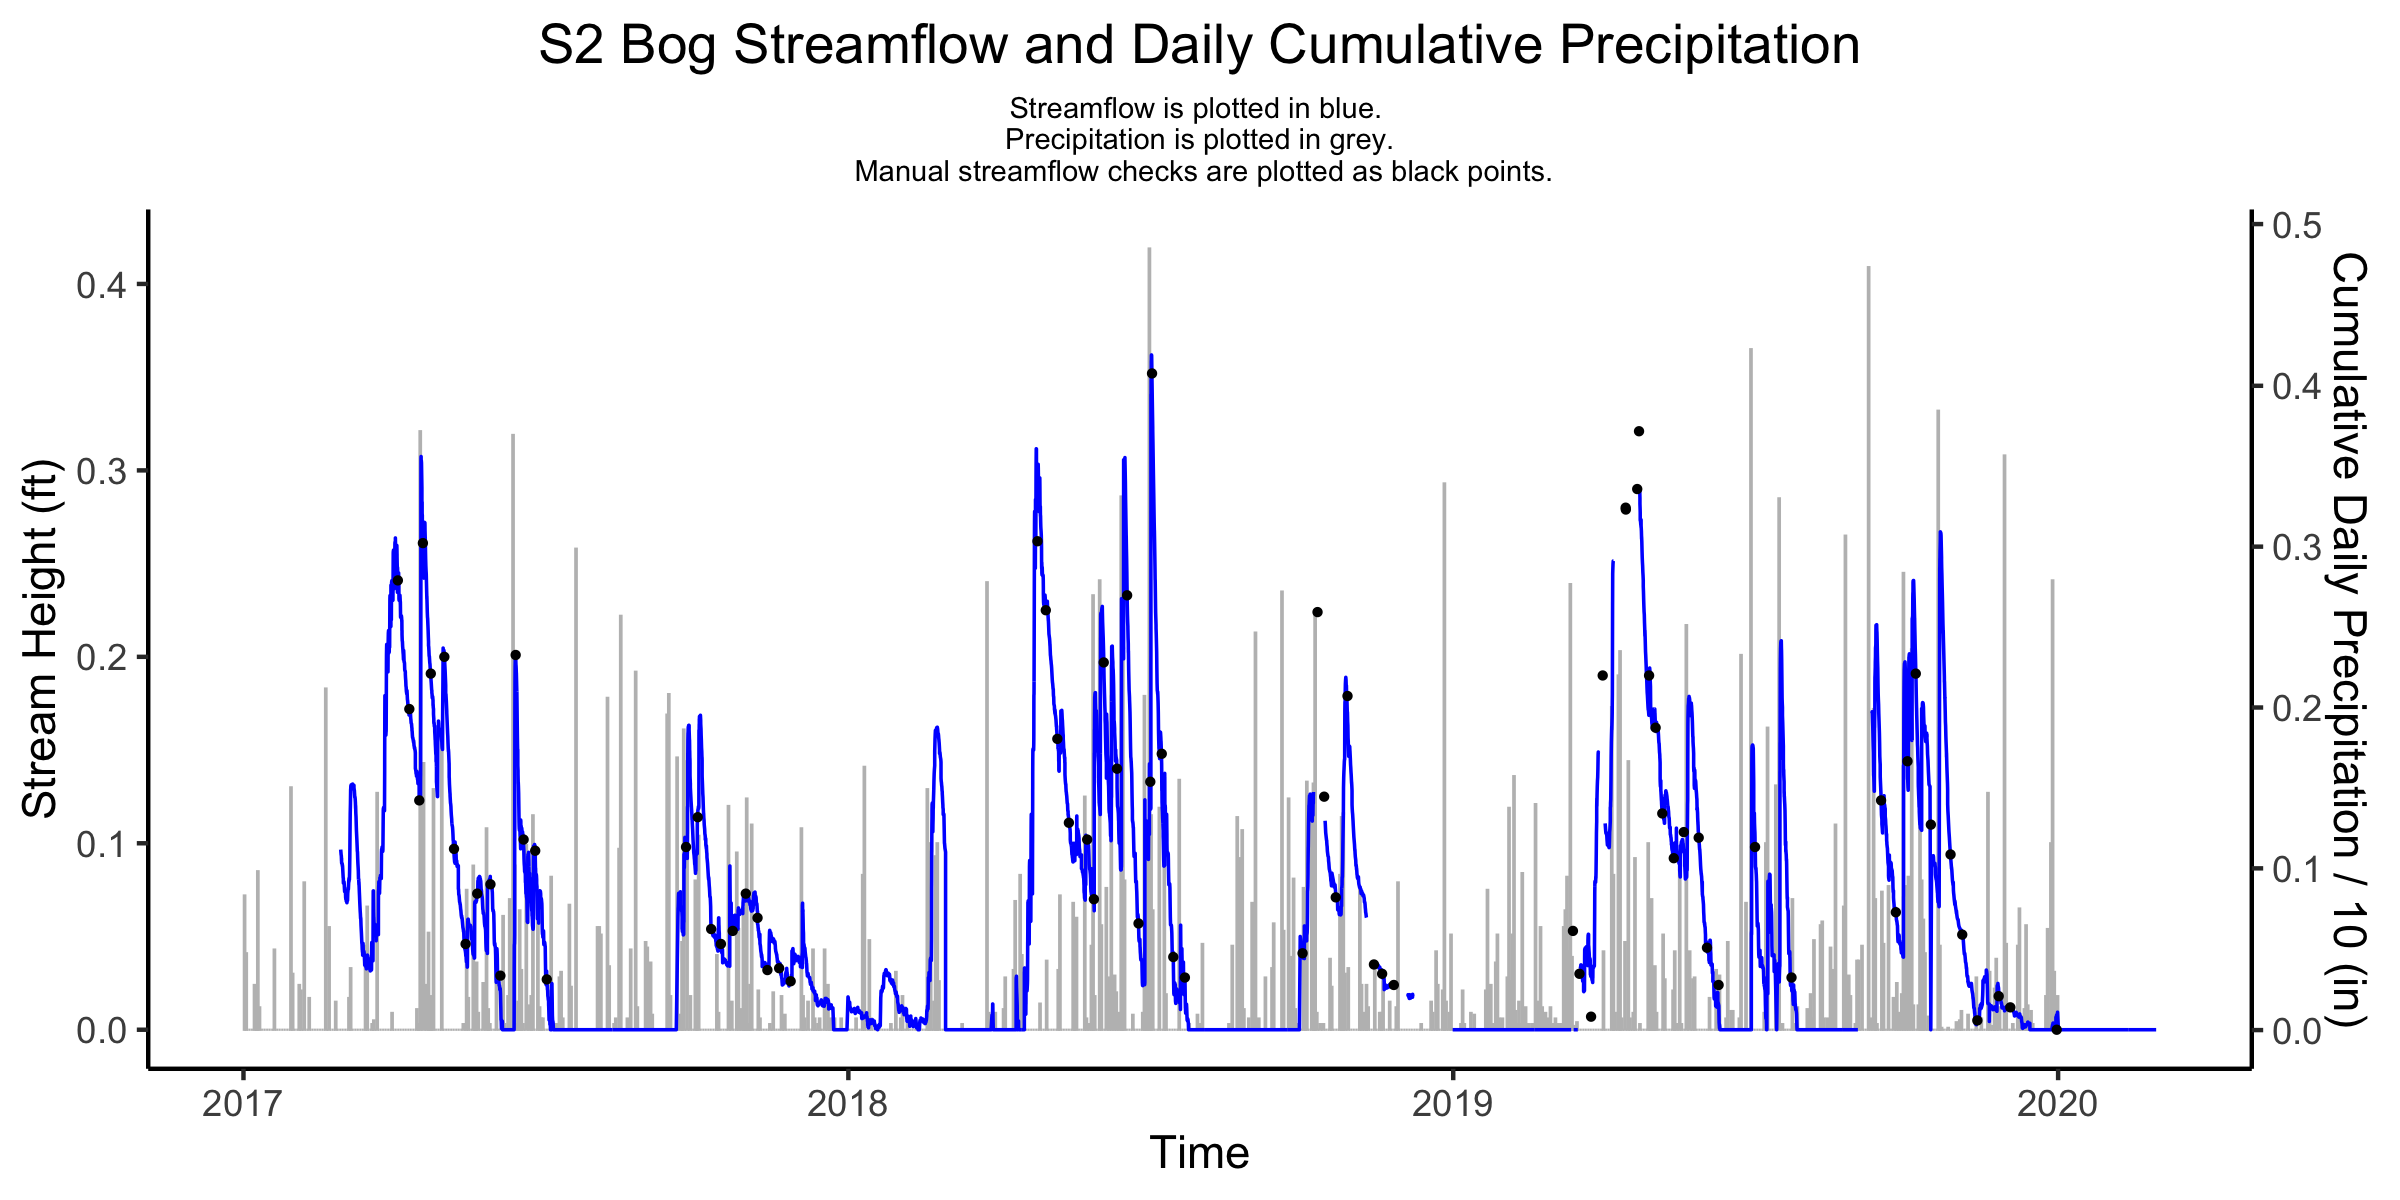 S2 Bog Streamflow and Daily Cumulative Precipitation
Streamflow is plotted in blue.
Precipitation is plotted in grey.
Manual streamflow checks are plotted as black points.
Stream Height (ft)
0.4
0.3
0.2
0.1
0.0
0.5
0.4
0.3
0.2
0.1
0.0
Cumulative Daily Precipitation / 10 (in)
2017
2018
2019
2020
Time